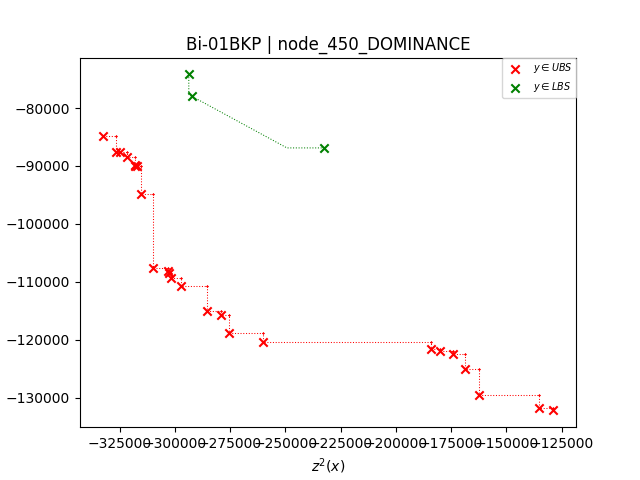 Bi-01BKP | node_450_DOMINANCE
y ∈ UBS
y ∈ LBS
−80000
−90000
−100000
−110000
−120000
−130000
−325000 −300000 −275000 −250000 −225000 −200000 −175000 −150000 −125000
z²(x)